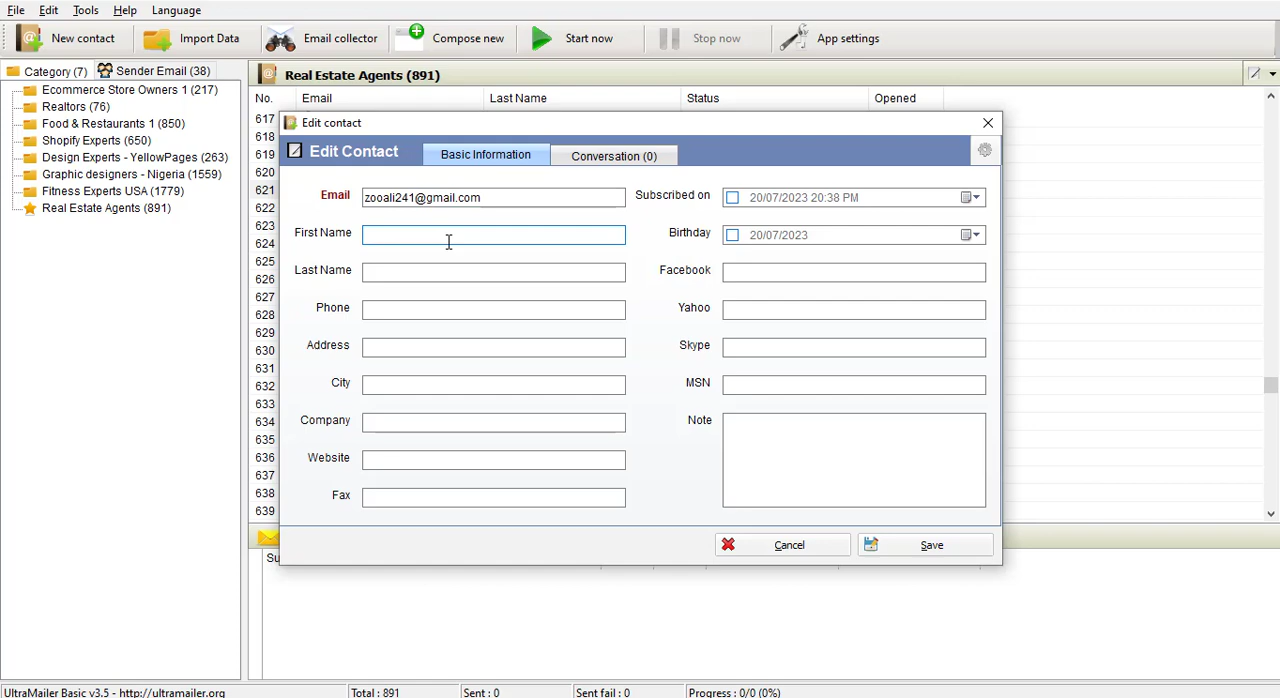 File Edit Tools Help Language
New contact Import Data Email collector Compose new Start now Stop now App settings
Category (7) Sender Email (38)
Real Estate Agents (891)
Ecommerce Store Owners 1 (217)
Realtors (76)
Food & Restaurants 1 (850)
Shopify Experts (650)
Design Experts - YellowPages (263)
Graphic designers - Nigeria (1559)
Fitness Experts USA (1779)
Real Estate Agents (891)
No. Email Last Name Status Opened
617
618
619
620
621
622
623
624
625
626
627
628
629
630
631
632
633
634
635
636
637
638
639
Edit contact
Edit Contact Basic Information Conversation (0)
Email zooali241@gmail.com Subscribed on 20/07/2023 20:38 PM
First Name Birthday 20/07/2023
Last Name Facebook
Phone Yahoo
Address Skype
City MSN
Company Note
Website
Fax
Cancel Save
Su
UltraMailer Basic v3.5 - http://ultramailer.org Total : 891 Sent : 0 Sent fail : 0 Progress : 0/0 (0%)